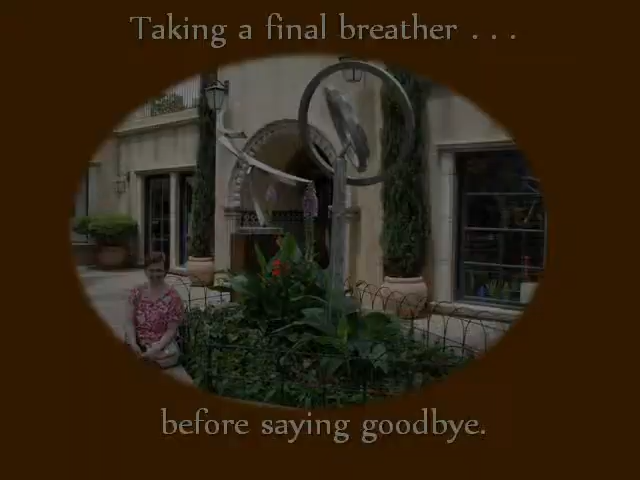 Taking a final breather . . .
before saying goodbye.